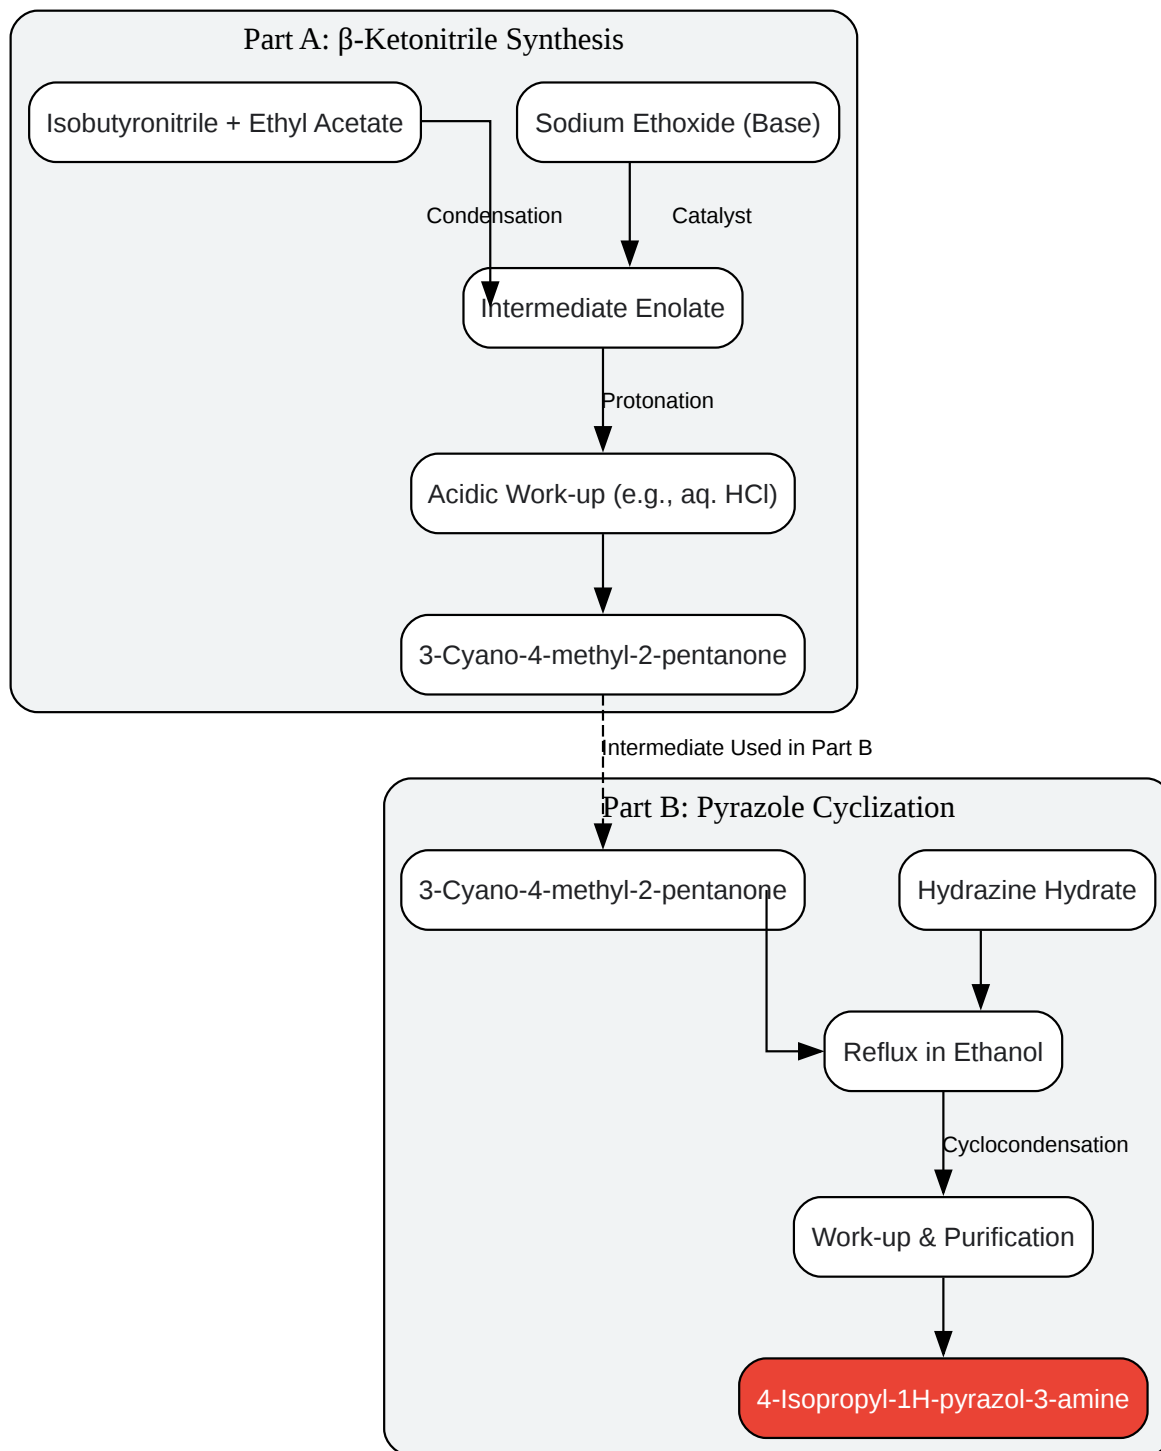 Part A: β-Ketonitrile Synthesis
Isobutyronitrile + Ethyl Acetate
Sodium Ethoxide (Base)
Condensation
Catalyst
Intermediate Enolate
Protonation
Acidic Work-up (e.g., aq. HCl)
3-Cyano-4-methyl-2-pentanone
Intermediate Used in Part B
Part B: Pyrazole Cyclization
3-Cyano-4-methyl-2-pentanone
Hydrazine Hydrate
Reflux in Ethanol
Cyclocondensation
Work-up & Purification
4-Isopropyl-1H-pyrazol-3-amine